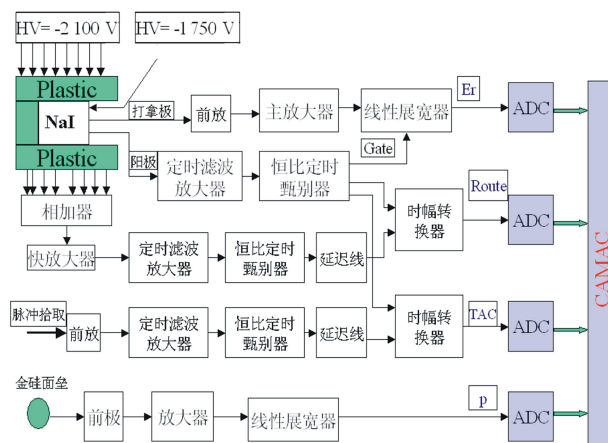 HV= -2 100 V
HV= -1 750 V
Plastic
NaI
Plastic
打拿极
前放
主放大器
线性展宽器
Er
ADC
Gate
阳极
定时滤波
放大器
恒比定时
甄别器
时幅转
换器
Route
ADC
相加器
快放大器
定时滤波
放大器
恒比定时
甄别器
延迟线
脉冲拾取
前放
定时滤波
放大器
恒比定时
甄别器
延迟线
时幅转
换器
TAC
ADC
金硅面垒
前极
放大器
线性展宽器
p
ADC
CAMAC